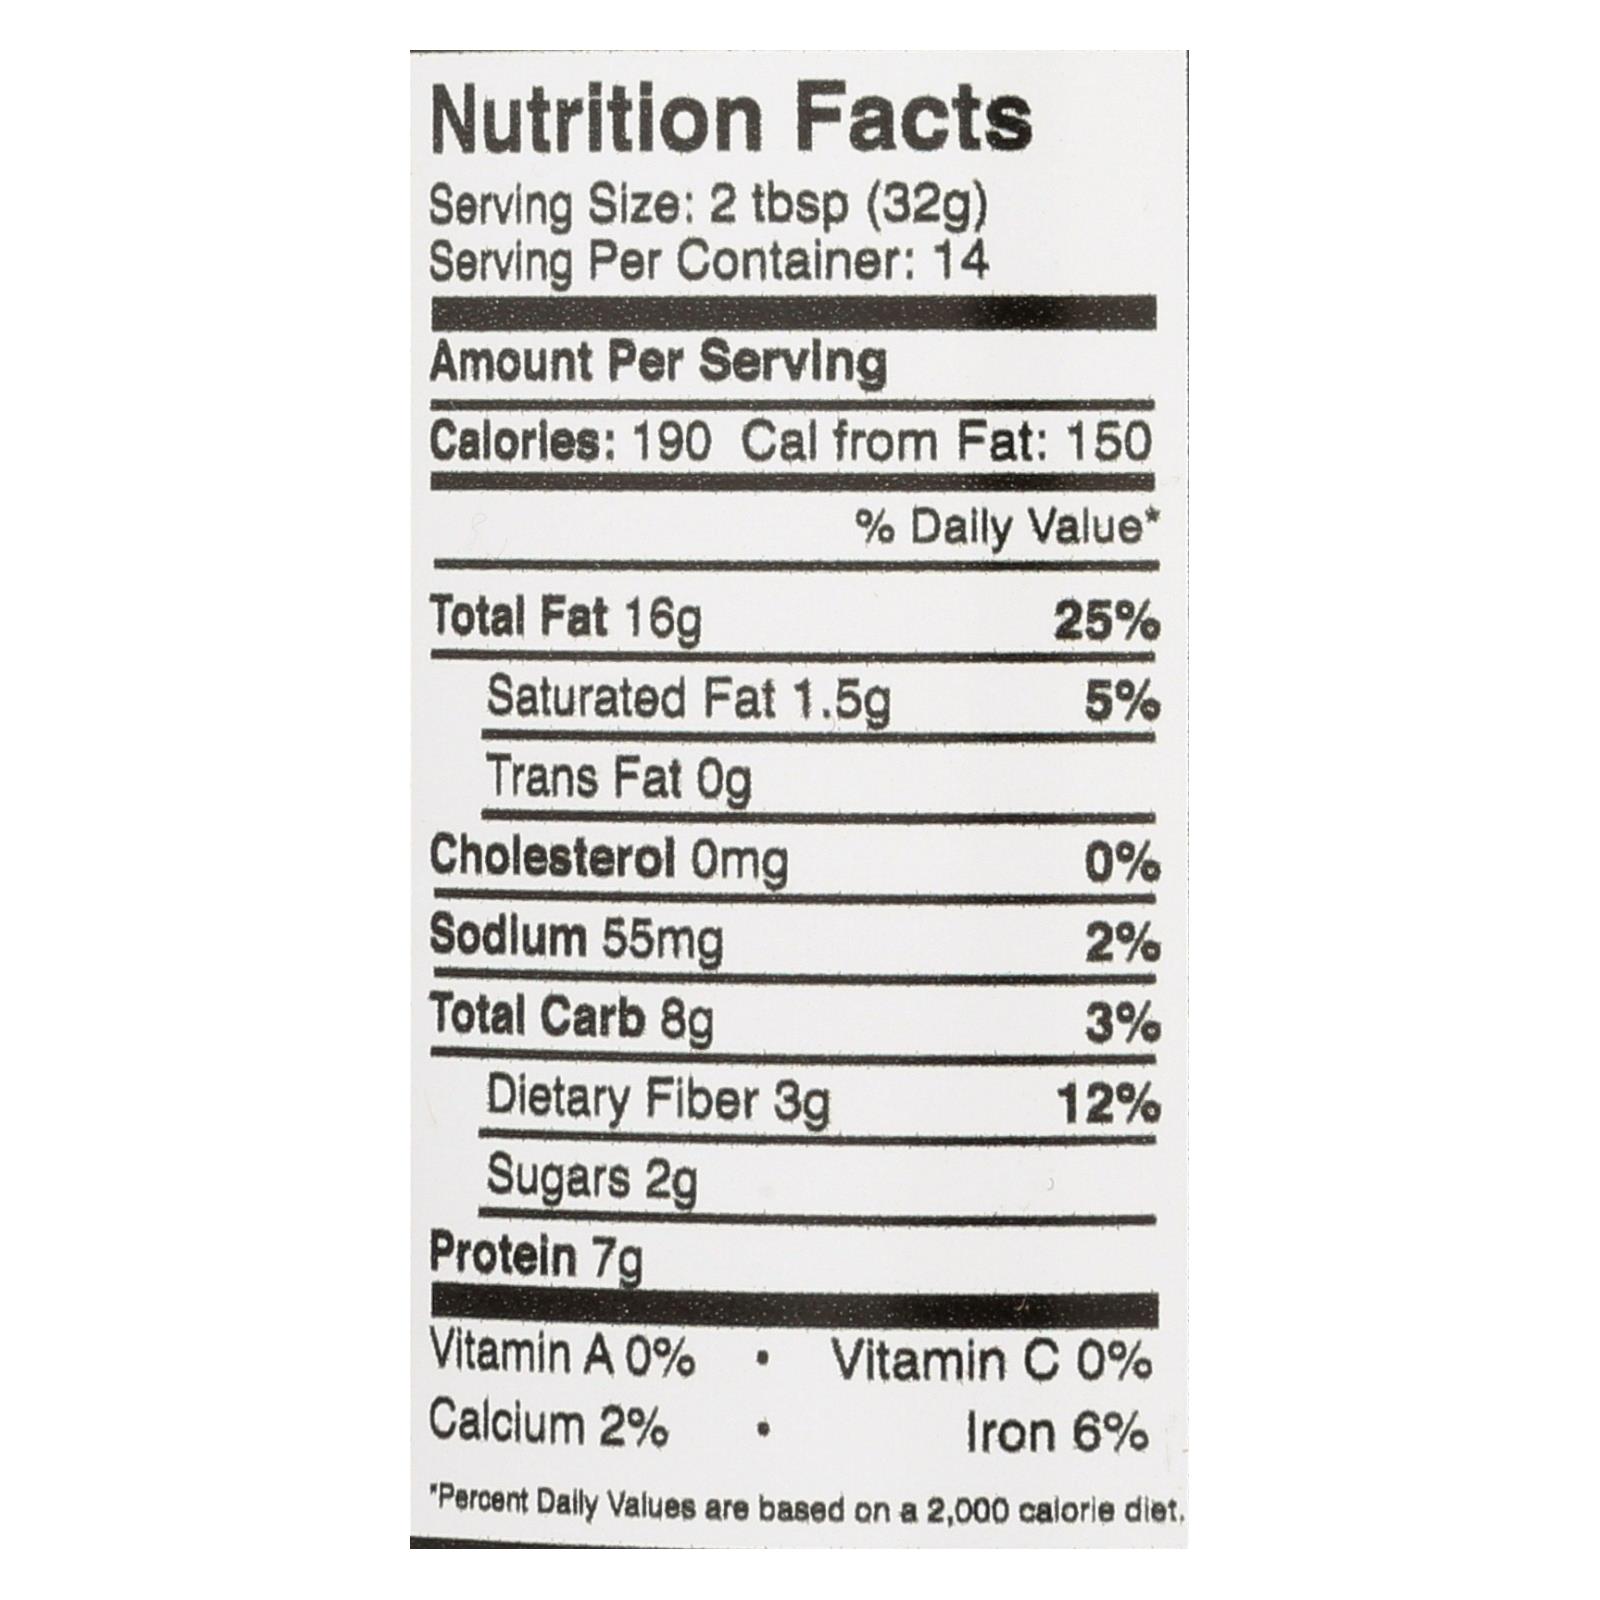 Nutrition Facts
Serving Size: 2 tbsp (32g)
Serving Per Container: 14
Amount Per Serving
Calories: 190 Cal from Fat: 150
% Daily Value*
Total Fat 16g 25%
Saturated Fat 1.5g 5%
Trans Fat 0g
Cholesterol 0mg 0%
Sodium 55mg 2%
Total Carb 8g 3%
Dietary Fiber 3g 12%
Sugars 2g
Protein 7g
Vitamin A 0% • Vitamin C 0%
Calcium 2% • Iron 6%
*Percent Daily Values are based on a 2,000 calorie diet.